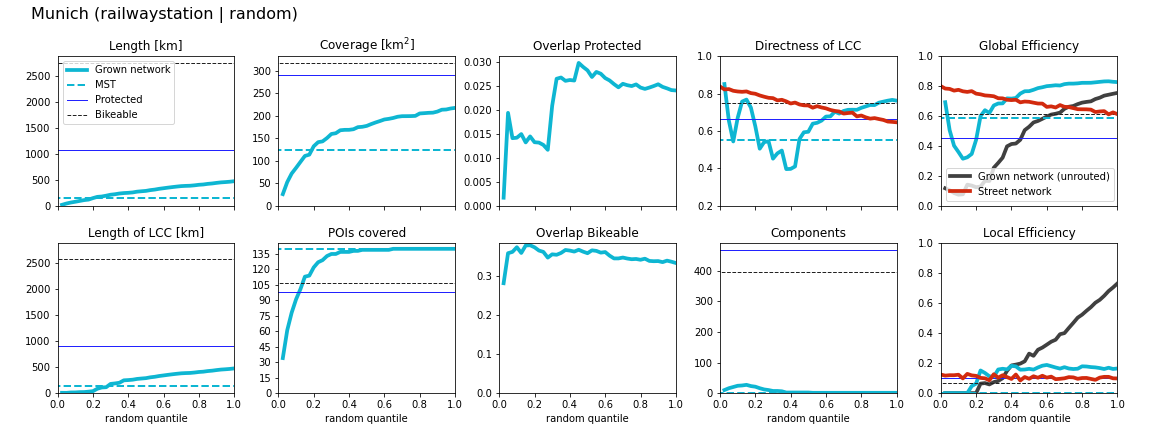 Munich (railwaystation | random)
Length [km]
2500
2000
1500
1000
500
0
Grown network
MST
Protected
Bikeable
Coverage [km²]
300
250
200
150
100
50
0
Overlap Protected
0.030
0.025
0.020
0.015
0.010
0.005
0.000
Directness of LCC
1.0
0.8
0.6
0.4
0.2
Global Efficiency
1.0
0.8
0.6
0.4
0.2
0.0
Grown network (unrouted)
Street network
Length of LCC [km]
2500
2000
1500
1000
500
0
0.0 0.2 0.4 0.6 0.8 1.0
random quantile
POIs covered
135
120
105
90
75
60
45
30
15
0.0 0.2 0.4 0.6 0.8 1.0
random quantile
Overlap Bikeable
0.3
0.2
0.1
0.0
0.0 0.2 0.4 0.6 0.8 1.0
random quantile
Components
400
300
200
100
0
0.0 0.2 0.4 0.6 0.8 1.0
random quantile
Local Efficiency
1.0
0.8
0.6
0.4
0.2
0.0
0.0 0.2 0.4 0.6 0.8 1.0
random quantile